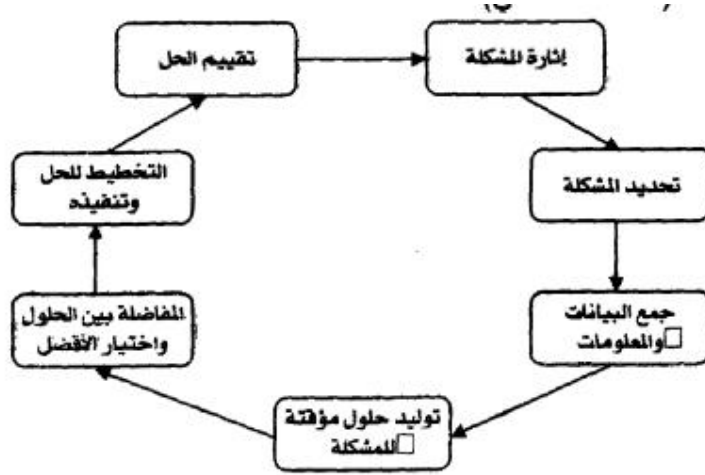 إثارة المشكلة
تحديد المشكلة
جمع البيانات
والمعلومات
توليد حلول مؤقتة
للمشكلة
المفاضلة بين الحلول
واختيار الأفضل
التخطيط للحل
وتنفيذه
تقييم الحل